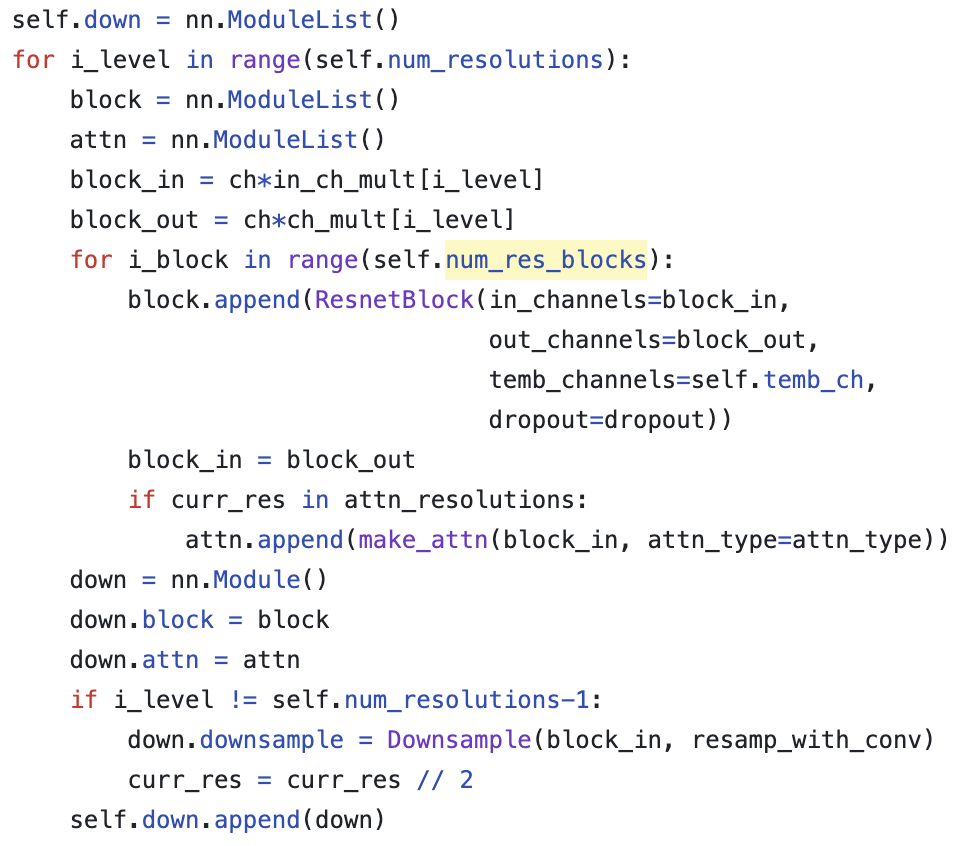 self.down = nn.ModuleList()
for i_level in range(self.num_resolutions):
    block = nn.ModuleList()
    attn = nn.ModuleList()
    block_in = ch*in_ch_mult[i_level]
    block_out = ch*ch_mult[i_level]
    for i_block in range(self.num_res_blocks):
        block.append(ResnetBlock(in_channels=block_in,
                                 out_channels=block_out,
                                 temb_channels=self.temb_ch,
                                 dropout=dropout))
        block_in = block_out
        if curr_res in attn_resolutions:
            attn.append(make_attn(block_in, attn_type=attn_type))
    down = nn.Module()
    down.block = block
    down.attn = attn
    if i_level != self.num_resolutions-1:
        down.downsample = Downsample(block_in, resamp_with_conv)
        curr_res = curr_res // 2
    self.down.append(down)